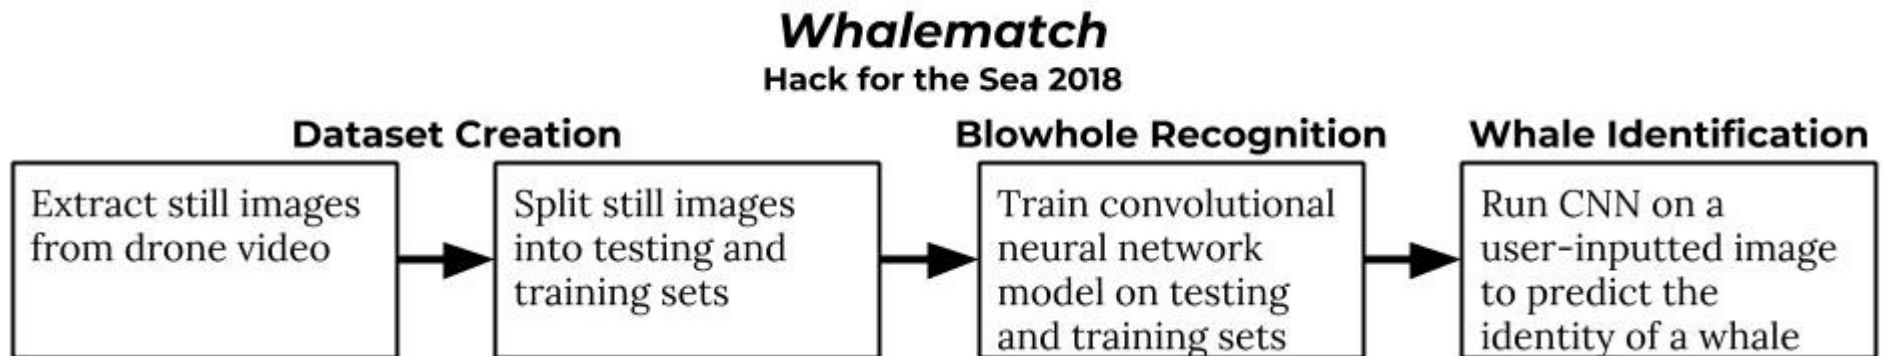 Whalematch
Hack for the Sea 2018
Dataset Creation
Blowhole Recognition
Whale Identification
Extract still images
from drone video
Split still images
into testing and
training sets
Train convolutional
neural network
model on testing
and training sets
Run CNN on a
user-inputted image
to predict the
identity of a whale